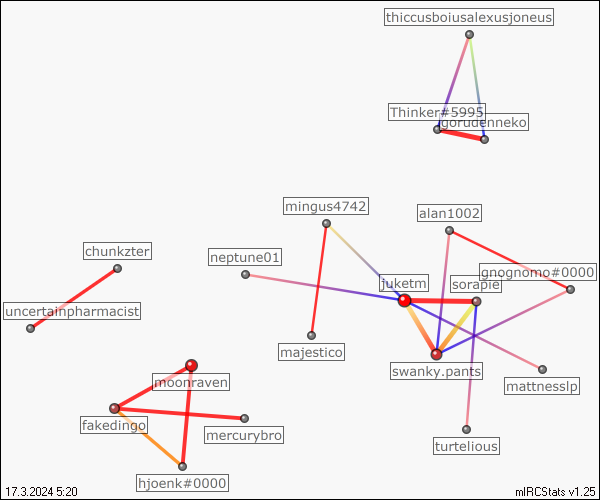 thiccusboiusalexusjoneus
Thinker#5995
gorudenneko
mingus4742
alan1002
chunkzter
neptune01
gnognomo#0000
juketm
sorapie
uncertainpharmacist
majestico
swanky.pants
moonraven
mattnesslp
fakedingo
mercurybro
turtelious
hjoenk#0000
17.3.2024 5:20
mIRCStats v1.25